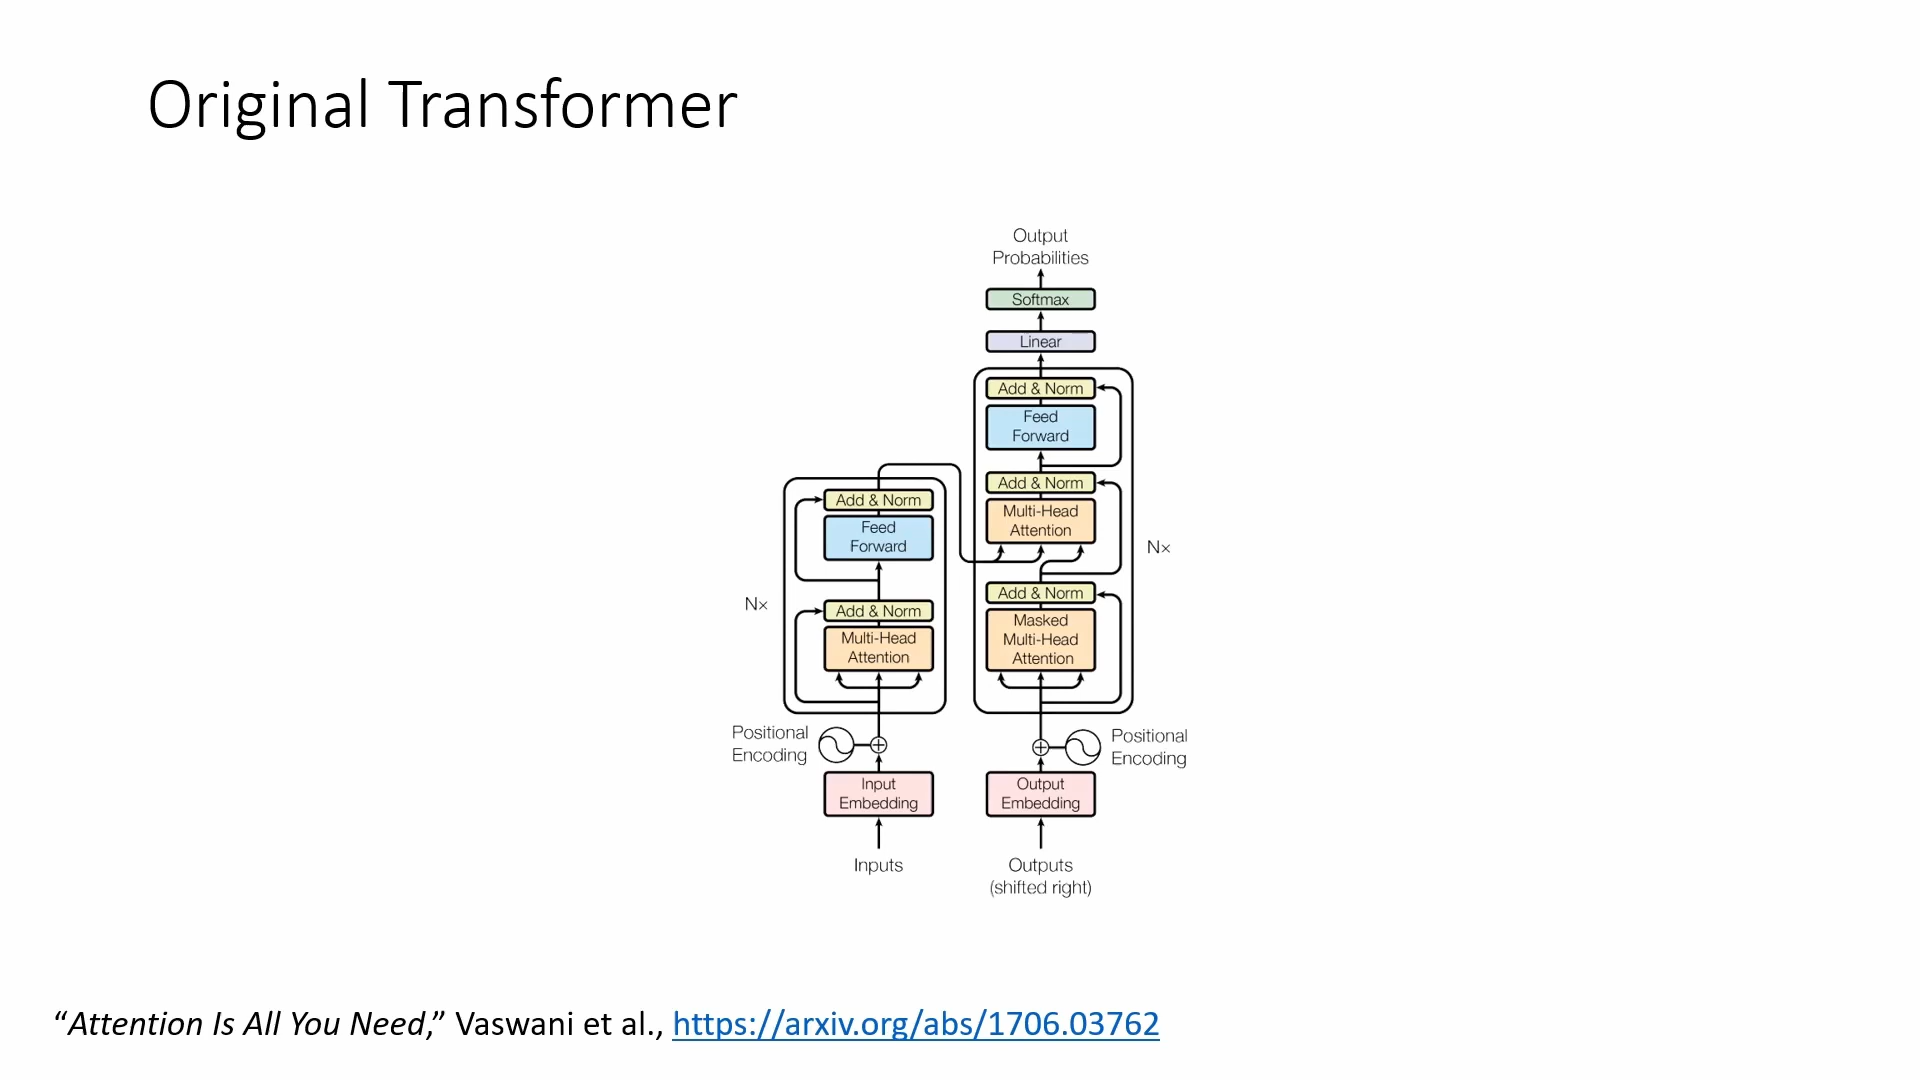 Original Transformer
Output
Probabilities
Softmax
Linear
Add & Norm
Feed
Forward
Add & Norm
Multi-Head
Attention
Nx
Add & Norm
Masked
Multi-Head
Attention
Positional
Encoding
Output
Embedding
Outputs
(shifted right)
Add & Norm
Feed
Forward
Nx
Add & Norm
Multi-Head
Attention
Positional
Encoding
Input
Embedding
Inputs
“Attention Is All You Need,” Vaswani et al., https://arxiv.org/abs/1706.03762